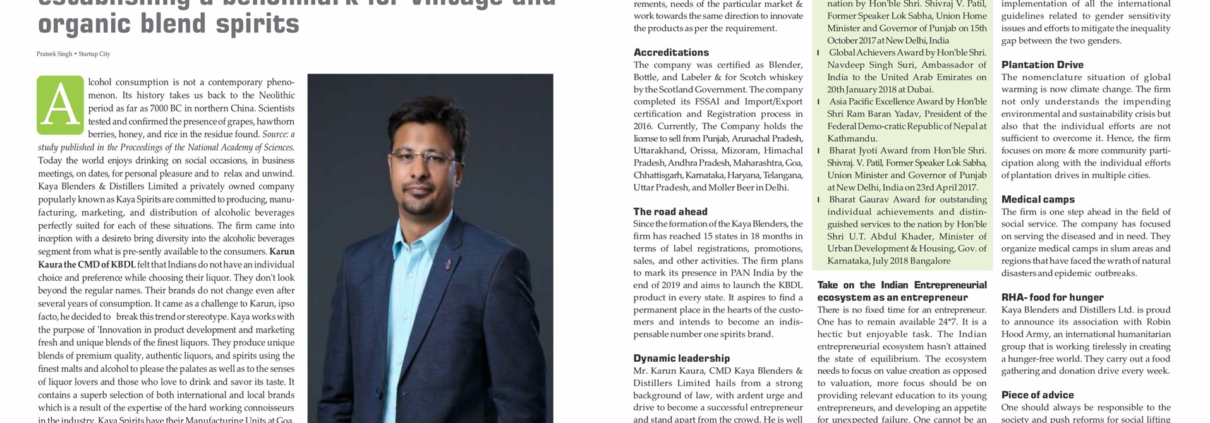 establishing a benchmark for vintage and
organic blend spirits
Prateek Singh • Startup City
Alcohol consumption is not a contemporary pheno-
menon. Its history takes us back to the Neolithic
period as far as 7000 BC in northern China. Scientists
tested and confirmed the presence of grapes, hawthorn
berries, honey, and rice in the residue found. Source: a
study published in the Proceedings of the National Academy of Sciences.
Today the world enjoys drinking on social occasions, in business
meetings, on dates, for personal pleasure and to relax and unwind.
Kaya Blenders & Distillers Limited a privately owned company
popularly known as Kaya Spirits are committed to producing, manu-
facturing, marketing, and distribution of alcoholic beverages
perfectly suited for each of these situations. The firm came into
inception with a desireto bring diversity into the alcoholic beverages
segment from what is pre-sently available to the consumers. Karun
Kaura the CMD of KBDL felt that Indians do not have an individual
choice and preference while choosing their liquor. They don't look
beyond the regular names. Their brands do not change even after
several years of consumption. It came as a challenge to Karun, ipso
facto, he decided to break this trend or stereotype. Kaya works with
the purpose of 'Innovation in product development and marketing
fresh and unique blends of the finest liquors. They produce unique
blends of premium quality, authentic liquors, and spirits using the
finest malts and alcohol to please the palates as well as to the senses
of liquor lovers and those who love to drink and savor its taste. It
contains a superb selection of both international and local brands
which is a result of the expertise of the hard working connoisseurs
in the industry. Kaya Spirits have their Manufacturing Units at Goa,
rements, needs of the particular market &
work towards the same direction to innovate
the products as per the requirement.
Accreditations
The company was certified as Blender,
Bottle, and Labeler & for Scotch whiskey
by the Scotland Government. The company
completed its FSSAI and Import/Export
certification and Registration process in
2016. Currently, The Company holds the
license to sell from Punjab, Arunachal Pradesh,
Uttarakhand, Orissa, Mizoram, Himachal
Pradesh, Andhra Pradesh, Maharashtra, Goa,
Chhattisgarh, Karnataka, Haryana, Telangana,
Uttar Pradesh, and Moller Beer in Delhi.
The road ahead
Since the formation of the Kaya Blenders, the
firm has reached 15 states in 18 months in
terms of label registrations, promotions,
sales, and other activities. The firm plans
to mark its presence in PAN India by the
end of 2019 and aims to launch the KBDL
product in every state. It aspires to find a
permanent place in the hearts of the custo-
mers and intends to become an indis-
pensable number one spirits brand.
Dynamic leadership
Mr. Karun Kaura, CMD Kaya Blenders &
Distillers Limited hails from a strong
background of law, with ardent urge and
drive to become a successful entrepreneur
and stand apart from the crowd. He is well
nation by Hon'ble Shri. Shivraj V. Patil,
Former Speaker Lok Sabha, Union Home
Minister and Governor of Punjab on 15th
October 2017 at New Delhi, India
Global Achievers Award by Hon'ble Shri.
Navdeep Singh Suri, Ambassador of
India to the United Arab Emirates on
20th January 2018 at Dubai.
Asia Pacific Excellence Award by Hon'ble
Shri Ram Baran Yadav, President of the
Federal Demo-cratic Republic of Nepal at
Kathmandu.
Bharat Jyoti Award from Hon'ble Shri.
Shivraj. V. Patil, Former Speaker Lok Sabha,
Union Minister and Governor of Punjab
at New Delhi, India on 23rd April 2017.
Bharat Gaurav Award for outstanding
individual achievements and distin-
guished services to the nation by Hon'ble
Shri U.T. Abdul Khader, Minister of
Urban Development & Housing, Gov. of
Karnataka, July 2018 Bangalore
Take on the Indian Entrepreneurial
ecosystem as an entrepreneur
There is no fixed time for an entrepreneur.
One has to remain available 24*7. It is a
hectic but enjoyable task. The Indian
entrepreneurial ecosystem hasn't attained
the state of equilibrium. The ecosystem
needs to focus on value creation as opposed
to valuation, more focus should be on
providing relevant education to its young
entrepreneurs, and developing an appetite
for unexpected failure. One cannot be an
implementation of all the international
guidelines related to gender sensitivity
issues and efforts to mitigate the inequality
gap between the two genders.
Plantation Drive
The nomenclature situation of global
warming is now climate change. The firm
not only understands the impending
environmental and sustainability crisis but
also that the individual efforts are not
sufficient to overcome it. Hence, the firm
focuses on more & more community parti-
cipation along with the individual efforts
of plantation drives in multiple cities.
Medical camps
The firm is one step ahead in the field of
social service. The company has focused
on serving the diseased and in need. They
organize medical camps in slum areas and
regions that have faced the wrath of natural
disasters and epidemic outbreaks.
RHA- food for hunger
Kaya Blenders and Distillers Ltd. is proud
to announce its association with Robin
Hood Army, an international humanitarian
group that is working tirelessly in creating
a hunger-free world. They carry out a food
gathering and donation drive every week.
Piece of advice
One should always be responsible to the
society and push reforms for social lifting